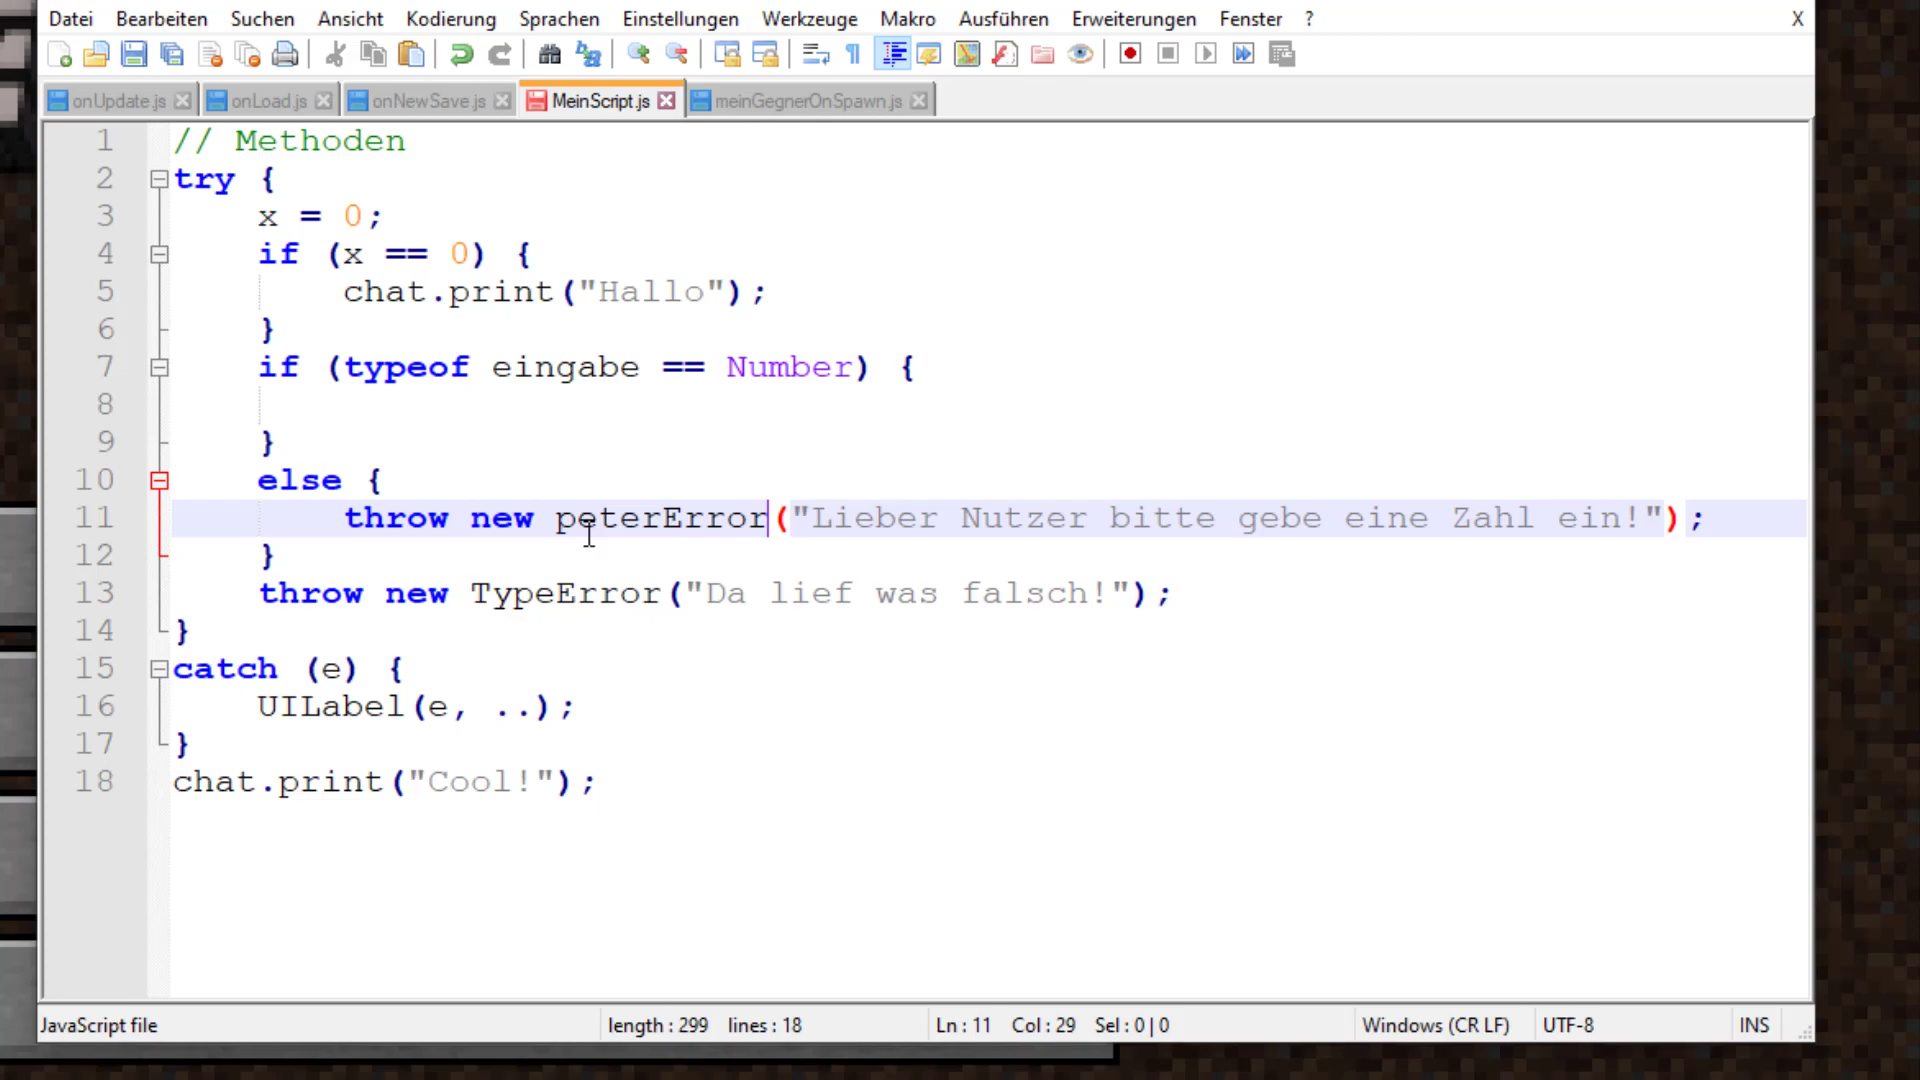 Datei Bearbeiten Suchen Ansicht Kodierung Sprachen Einstellungen Werkzeuge Makro Ausführen Erweiterungen Fenster ? X
onUpdate.js onLoad.js onNewSave.js MeinScript.js meinGegnerOnSpawn.js
1 // Methoden
2 try {
3 x = 0;
4 if (x == 0) {
5 chat.print("Hallo");
6 }
7 if (typeof eingabe == Number) {
8
9 }
10 else {
11 throw new peterError("Lieber Nutzer bitte gebe eine Zahl ein!");
12 }
13 throw new TypeError("Da lief was falsch!");
14 }
15 catch (e) {
16 UILabel(e, ..);
17 }
18 chat.print("Cool!");
JavaScript file length : 299 lines : 18 Ln : 11 Col : 29 Sel : 0 | 0 Windows (CR LF) UTF-8 INS